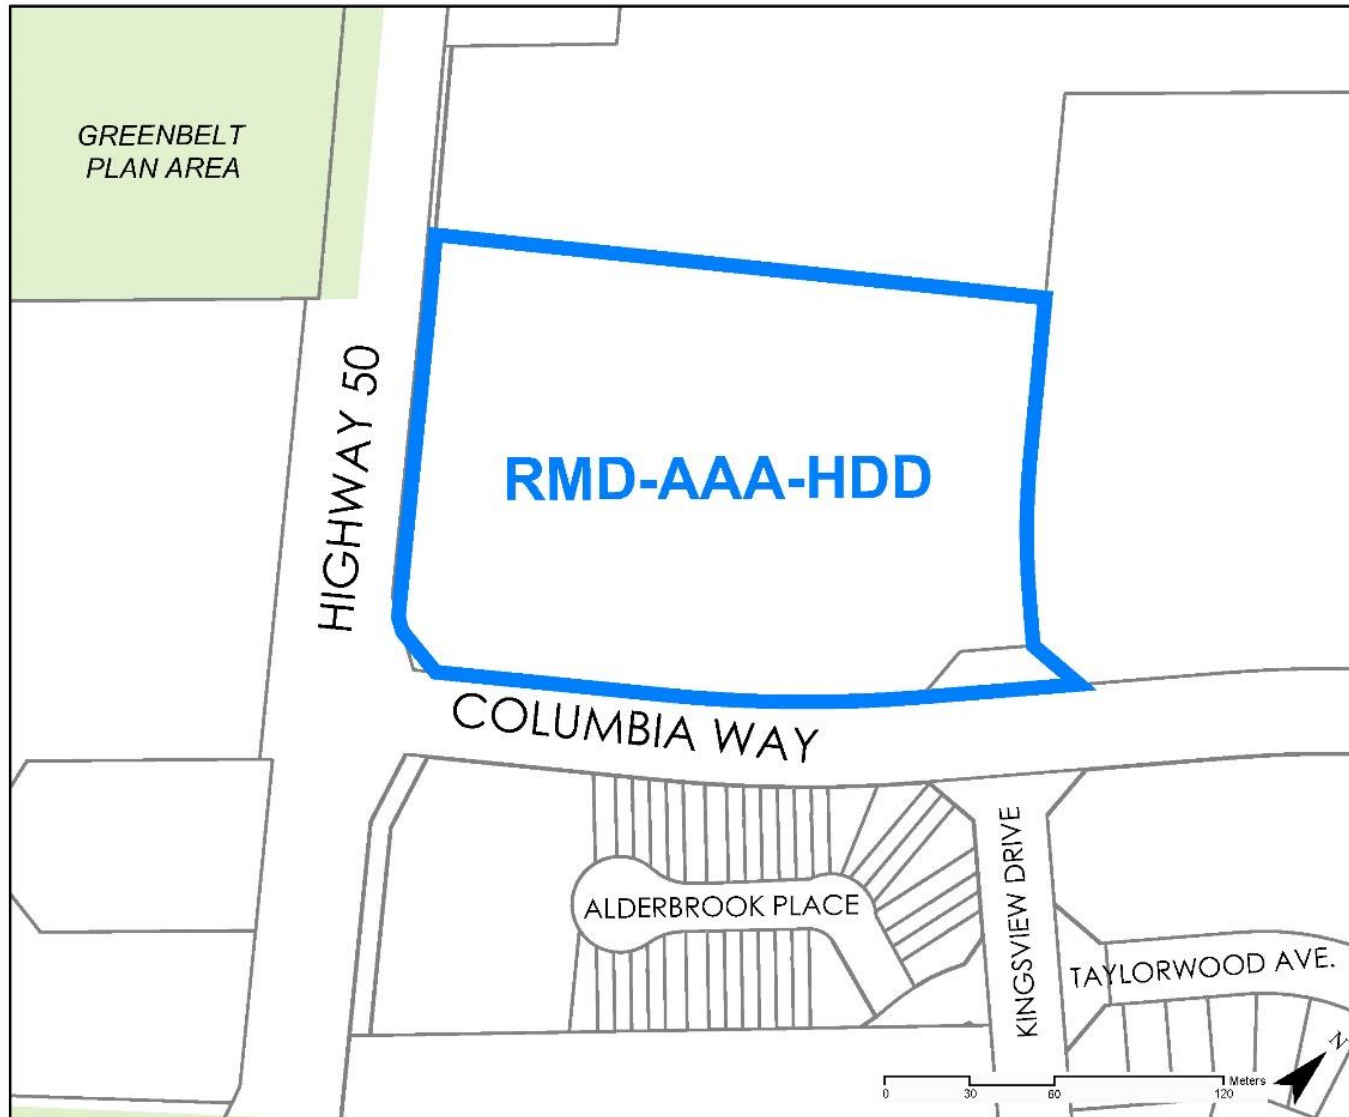 GREENBELT
PLAN AREA
HIGHWAY 50
RMD-AAA-HDD
COLUMBIA WAY
ALDERBROOK PLACE
KINGSVIEW DRIVE
TAYLORWOOD AVE.
N
Meters
0 30 60 120